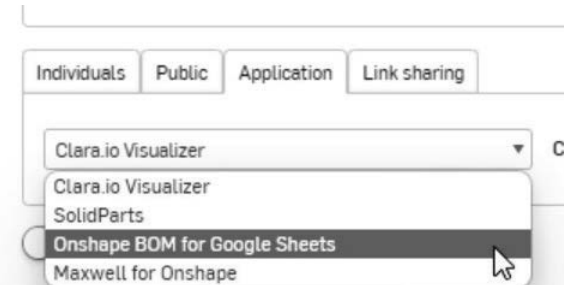 Individuals Public Application Link sharing
Clara.io Visualizer
Clara.io Visualizer
SolidParts
Onshape BOM for Google Sheets
Maxwell for Onshape